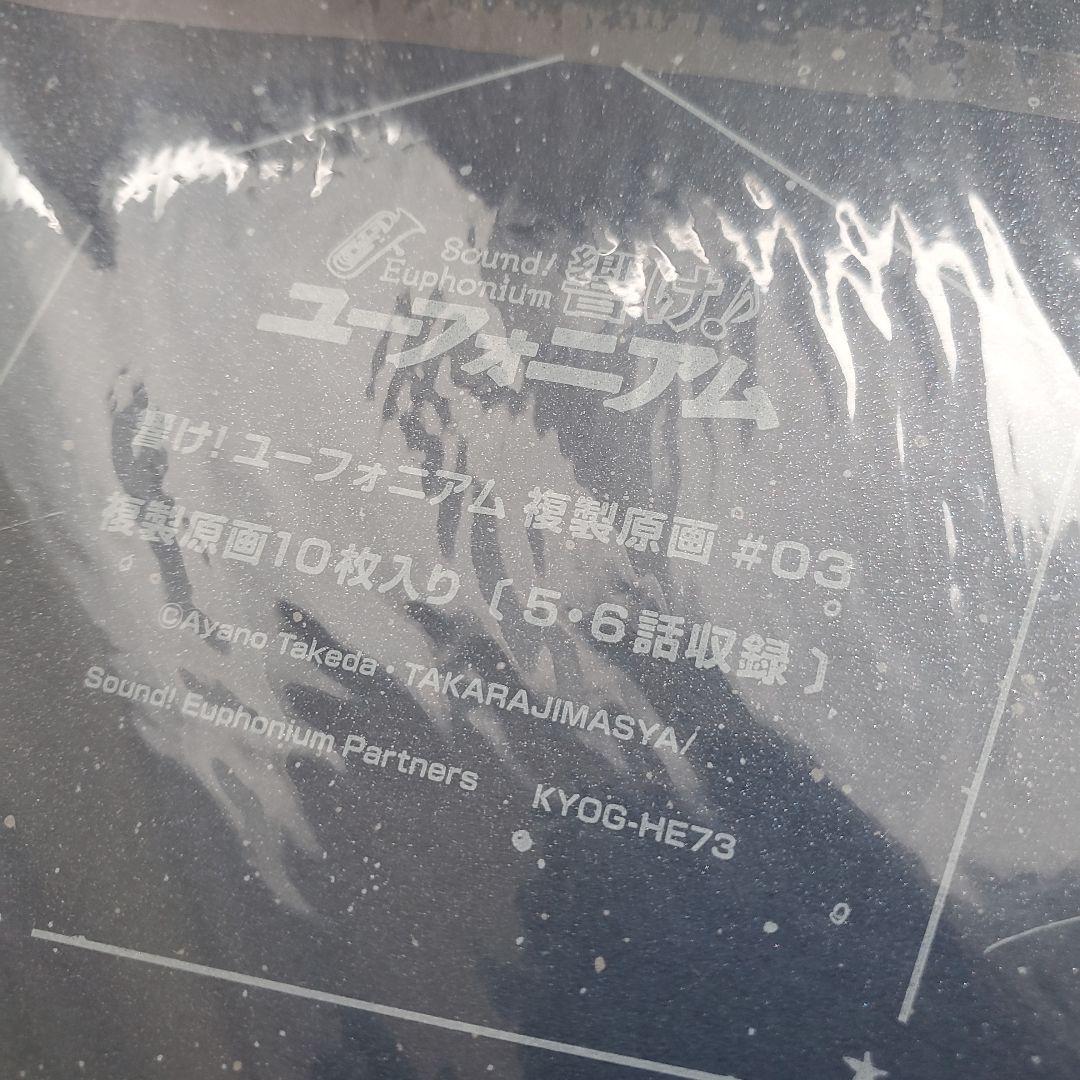 Sound!
Euphonium
響け!
ユーフォニアム
響け! ユーフォニアム 複製原画 #03
複製原画10枚入り〔5・6話収録〕
©Ayano Takeda・TAKARAJIMASYA/
Sound! Euphonium Partners KYOG-HE73